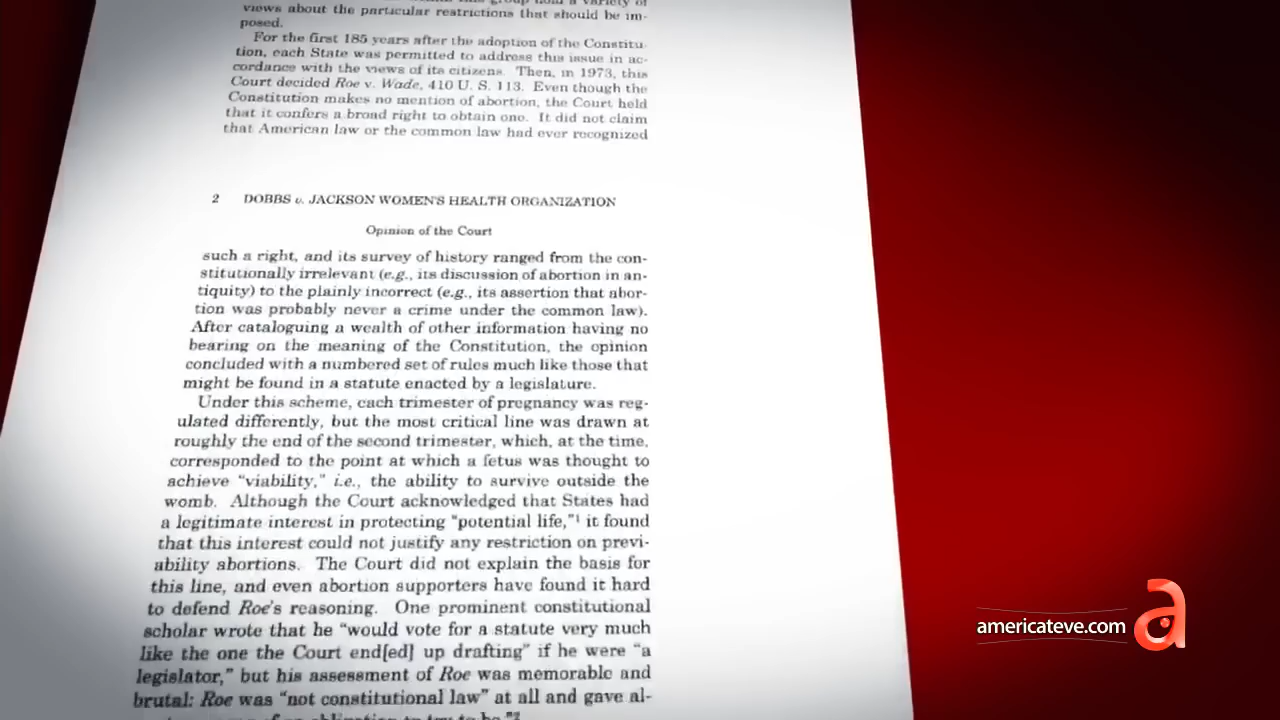 views about the particular restrictions that should be im-
posed.
For the first 185 years after the adoption of the Constitu-
tion, each State was permitted to address this issue in ac-
cordance with the views of its citizens. Then, in 1973, this
Court decided Roe v. Wade, 410 U. S. 113. Even though the
Constitution makes no mention of abortion, the Court held
that it confers a broad right to obtain one. It did not claim
that American law or the common law had ever recognized
2 DOBBS v. JACKSON WOMEN'S HEALTH ORGANIZATION
Opinion of the Court
such a right, and its survey of history ranged from the con-
stitutionally irrelevant (e.g., its discussion of abortion in an-
tiquity) to the plainly incorrect (e.g., its assertion that abor-
tion was probably never a crime under the common law).
After cataloguing a wealth of other information having no
bearing on the meaning of the Constitution, the opinion
concluded with a numbered set of rules much like those that
might be found in a statute enacted by a legislature.
Under this scheme, each trimester of pregnancy was reg-
ulated differently, but the most critical line was drawn at
roughly the end of the second trimester, which, at the time,
corresponded to the point at which a fetus was thought to
achieve “viability,” i.e., the ability to survive outside the
womb. Although the Court acknowledged that States had
a legitimate interest in protecting “potential life,”1 it found
that this interest could not justify any restriction on previ-
ability abortions. The Court did not explain the basis for
this line, and even abortion supporters have found it hard
to defend Roe's reasoning. One prominent constitutional
scholar wrote that he “would vote for a statute very much
like the one the Court end[ed] up drafting” if he were “a
legislator,” but his assessment of Roe was memorable and
brutal: Roe was “not constitutional law” at all and gave al-
americateve.com
a